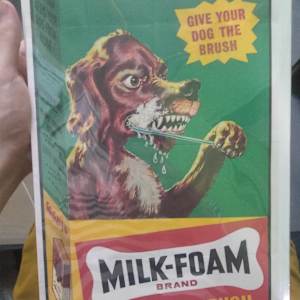 GIVE YOUR
DOG THE
BRUSH
MILK-FOAM
BRAND